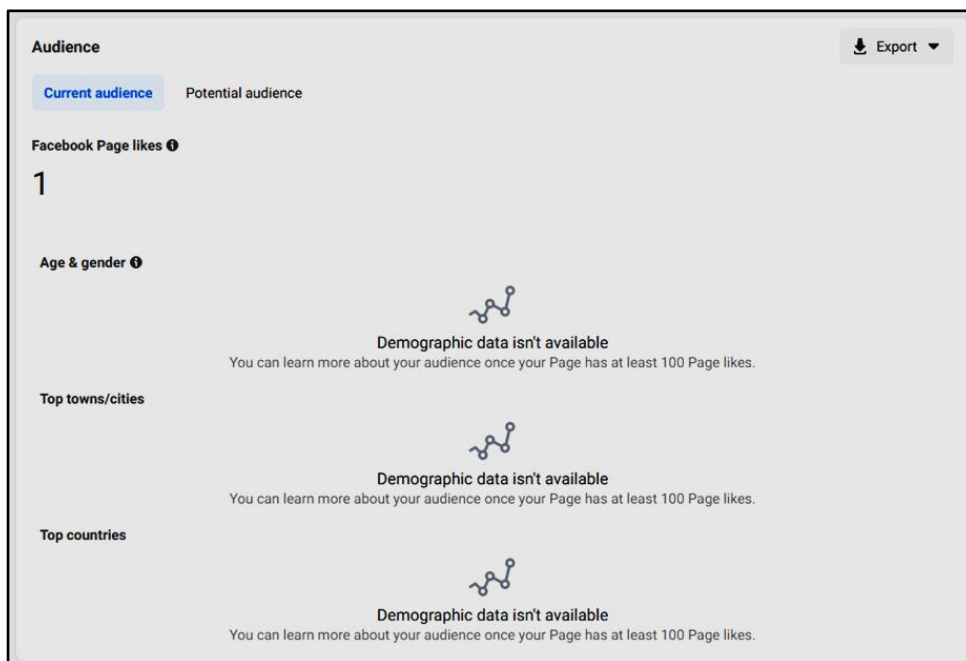 Audience
Export
Current audience Potential audience
Facebook Page likes
1
Age & gender
Demographic data isn't available
You can learn more about your audience once your Page has at least 100 Page likes.
Top towns/cities
Demographic data isn't available
You can learn more about your audience once your Page has at least 100 Page likes.
Top countries
Demographic data isn't available
You can learn more about your audience once your Page has at least 100 Page likes.